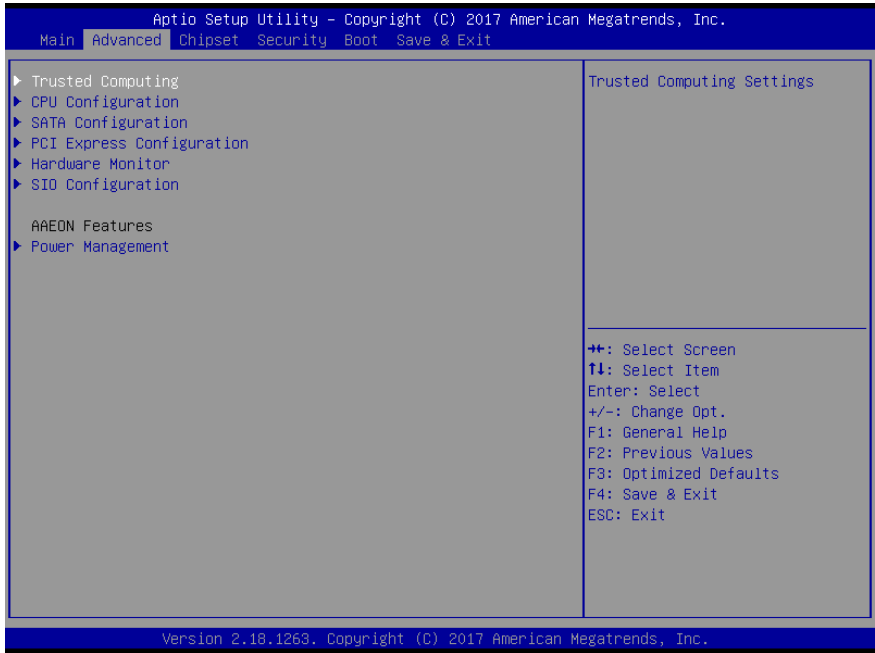 Aptio Setup Utility – Copyright (C) 2017 American Megatrends, Inc.
Main Advanced Chipset Security Boot Save & Exit
Trusted Computing
CPU Configuration
SATA Configuration
PCI Express Configuration
Hardware Monitor
SIO Configuration
AAEON Features
Power Management
Trusted Computing Settings
→←: Select Screen
↑↓: Select Item
Enter: Select
+/-: Change Opt.
F1: General Help
F2: Previous Values
F3: Optimized Defaults
F4: Save & Exit
ESC: Exit
Version 2.18.1263. Copyright (C) 2017 American Megatrends, Inc.